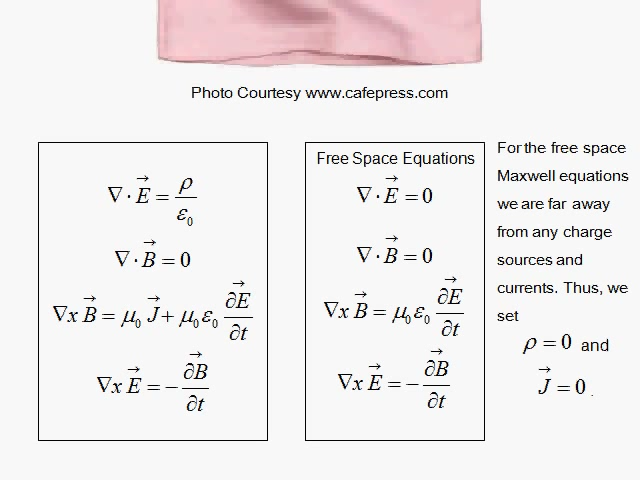 Photo Courtesy www.cafepress.com
∇ · E⃗ = ρ/ε₀
∇ · B⃗ = 0
∇x B⃗ = μ₀ J⃗ + μ₀ε₀ ∂E⃗/∂t
∇x E⃗ = − ∂B⃗/∂t
Free Space Equations
∇ · E⃗ = 0
∇ · B⃗ = 0
∇x B⃗ = μ₀ε₀ ∂E⃗/∂t
∇x E⃗ = − ∂B⃗/∂t
For the free space
Maxwell equations
we are far away
from any charge
sources and
currents. Thus, we
set
ρ = 0 and
J⃗ = 0 .